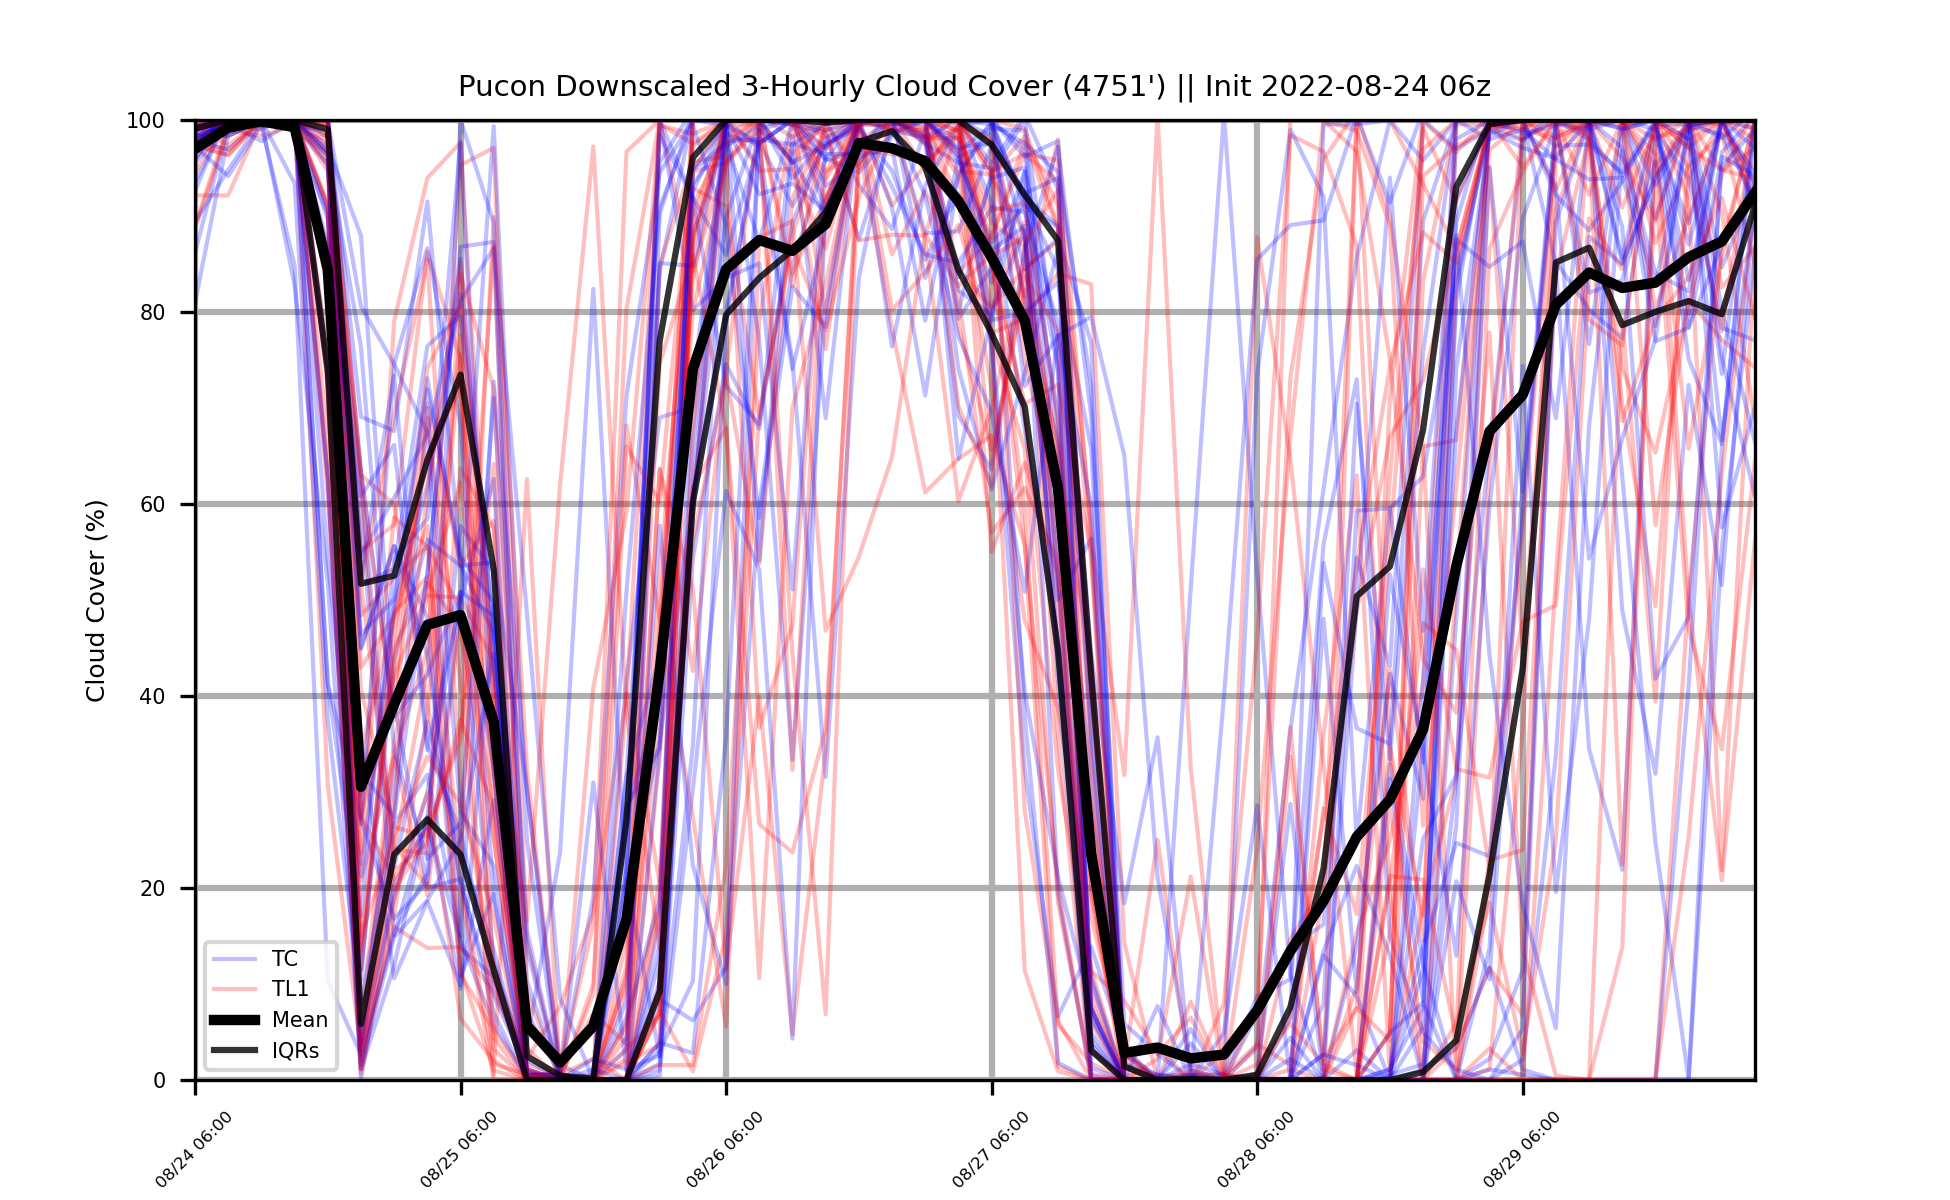 Pucon Downscaled 3-Hourly Cloud Cover (4751') || Init 2022-08-24 06z
Cloud Cover (%)
100
80
60
40
20
0
TC
TL1
Mean
IQRs
08/24 06:00
08/25 06:00
08/26 06:00
08/27 06:00
08/28 06:00
08/29 06:00